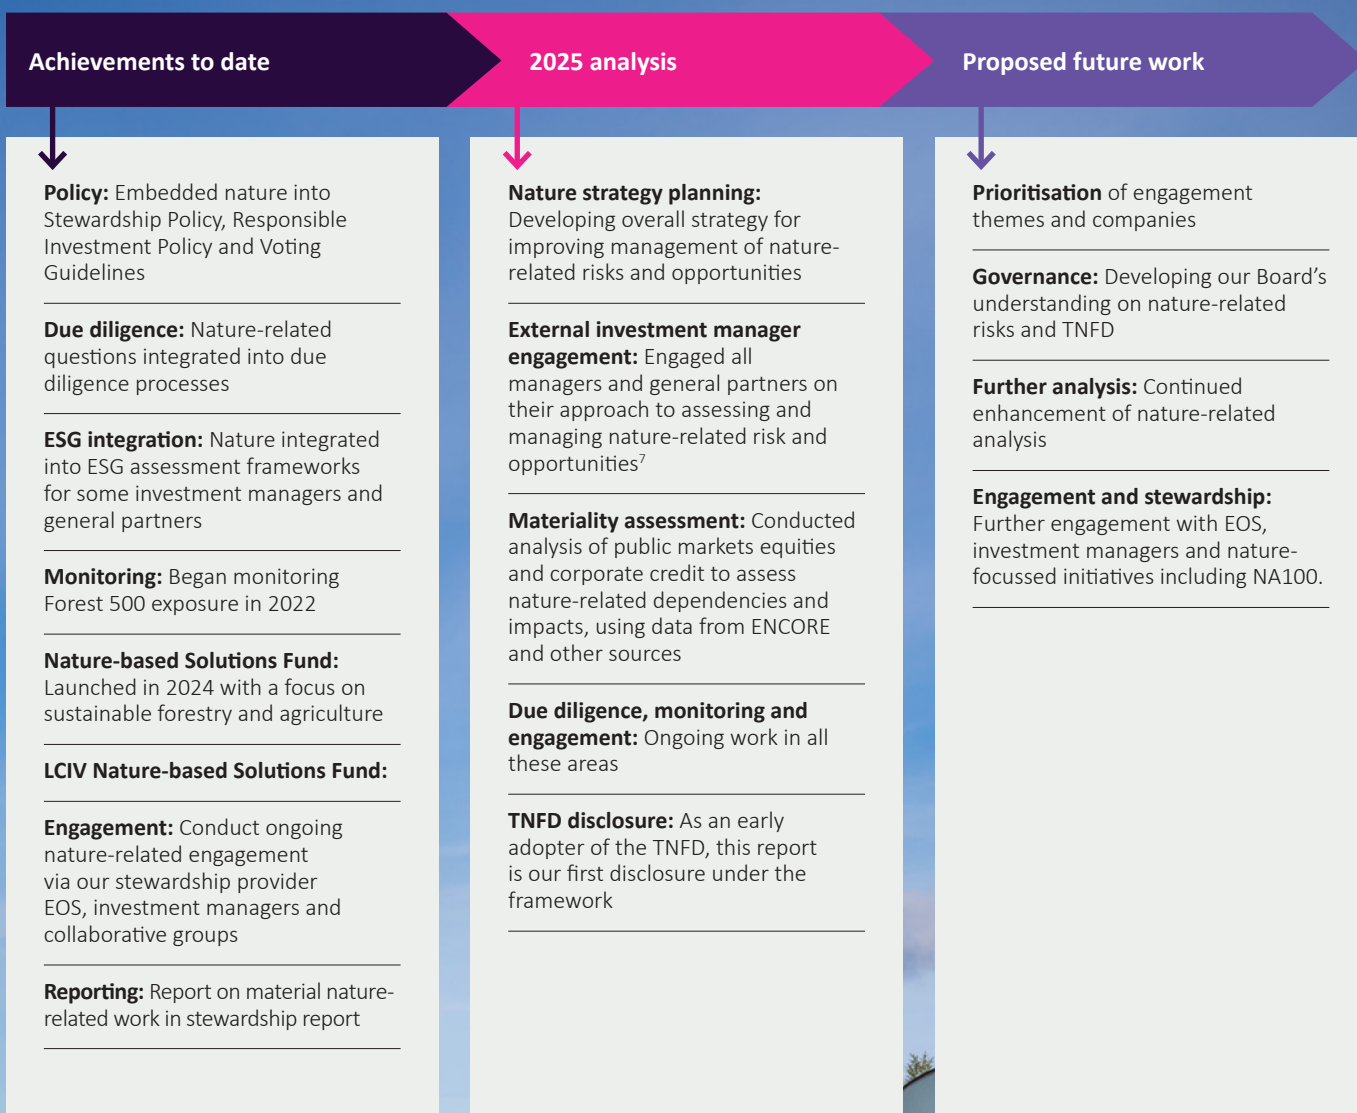 Achievements to date
2025 analysis
Proposed future work
Policy: Embedded nature into
Stewardship Policy, Responsible
Investment Policy and Voting
Guidelines
Due diligence: Nature-related
questions integrated into due
diligence processes
ESG integration: Nature integrated
into ESG assessment frameworks
for some investment managers and
general partners
Monitoring: Began monitoring
Forest 500 exposure in 2022
Nature-based Solutions Fund:
Launched in 2024 with a focus on
sustainable forestry and agriculture
LCIV Nature-based Solutions Fund:
Engagement: Conduct ongoing
nature-related engagement
via our stewardship provider
EOS, investment managers and
collaborative groups
Reporting: Report on material nature-
related work in stewardship report
Nature strategy planning:
Developing overall strategy for
improving management of nature-
related risks and opportunities
External investment manager
engagement: Engaged all
managers and general partners on
their approach to assessing and
managing nature-related risk and
opportunities⁷
Materiality assessment: Conducted
analysis of public markets equities
and corporate credit to assess
nature-related dependencies and
impacts, using data from ENCORE
and other sources
Due diligence, monitoring and
engagement: Ongoing work in all
these areas
TNFD disclosure: As an early
adopter of the TNFD, this report
is our first disclosure under the
framework
Prioritisation of engagement
themes and companies
Governance: Developing our Board’s
understanding on nature-related
risks and TNFD
Further analysis: Continued
enhancement of nature-related
analysis
Engagement and stewardship:
Further engagement with EOS,
investment managers and nature-
focussed initiatives including NA100.